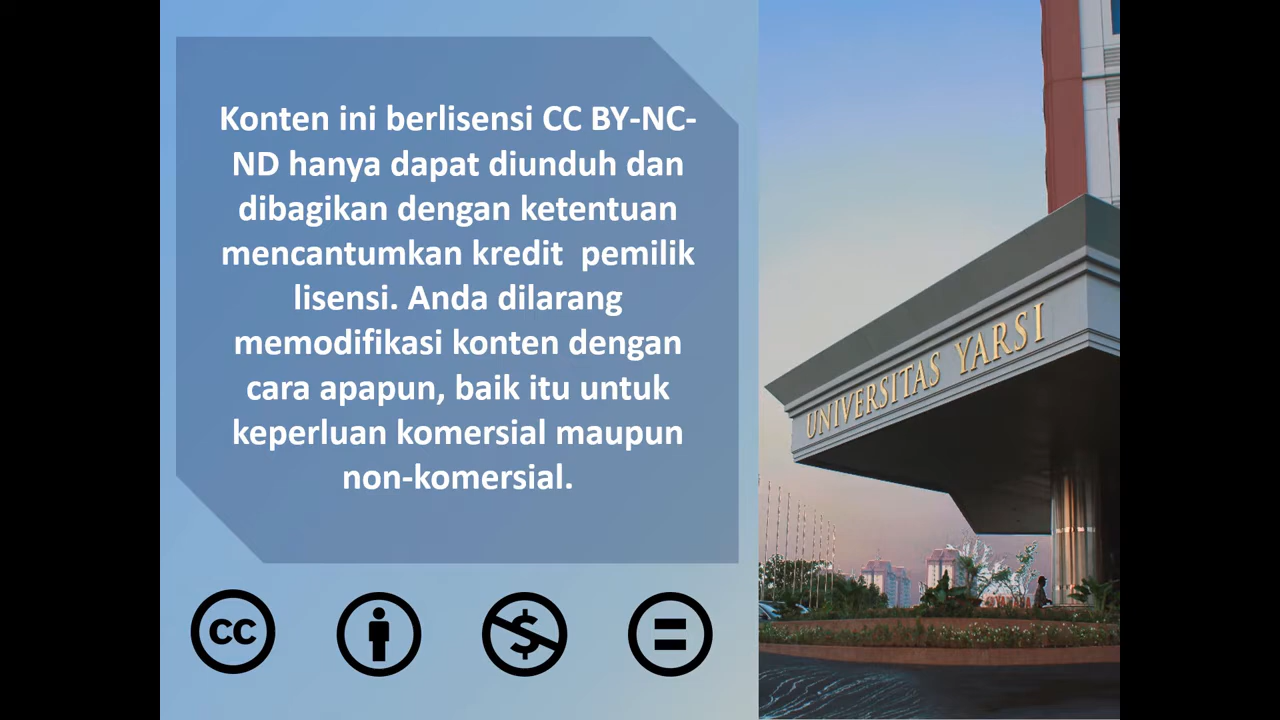 Konten ini berlisensi CC BY-NC-
ND hanya dapat diunduh dan
dibagikan dengan ketentuan
mencantumkan kredit  pemilik
lisensi. Anda dilarang
memodifikasi konten dengan
cara apapun, baik itu untuk
keperluan komersial maupun
non-komersial.
CC
$
UNIVERSITAS YARSI